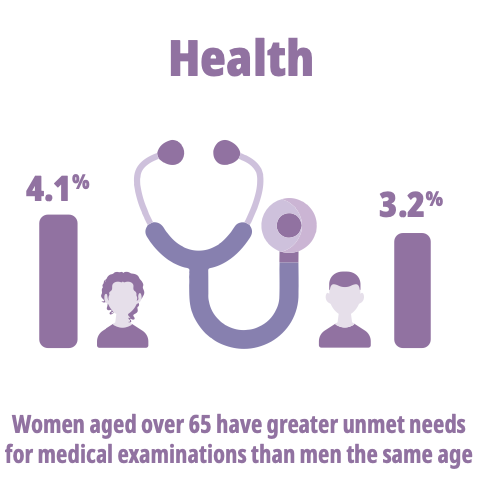 Health
4.1%
3.2%
Women aged over 65 have greater unmet needs
for medical examinations than men the same age